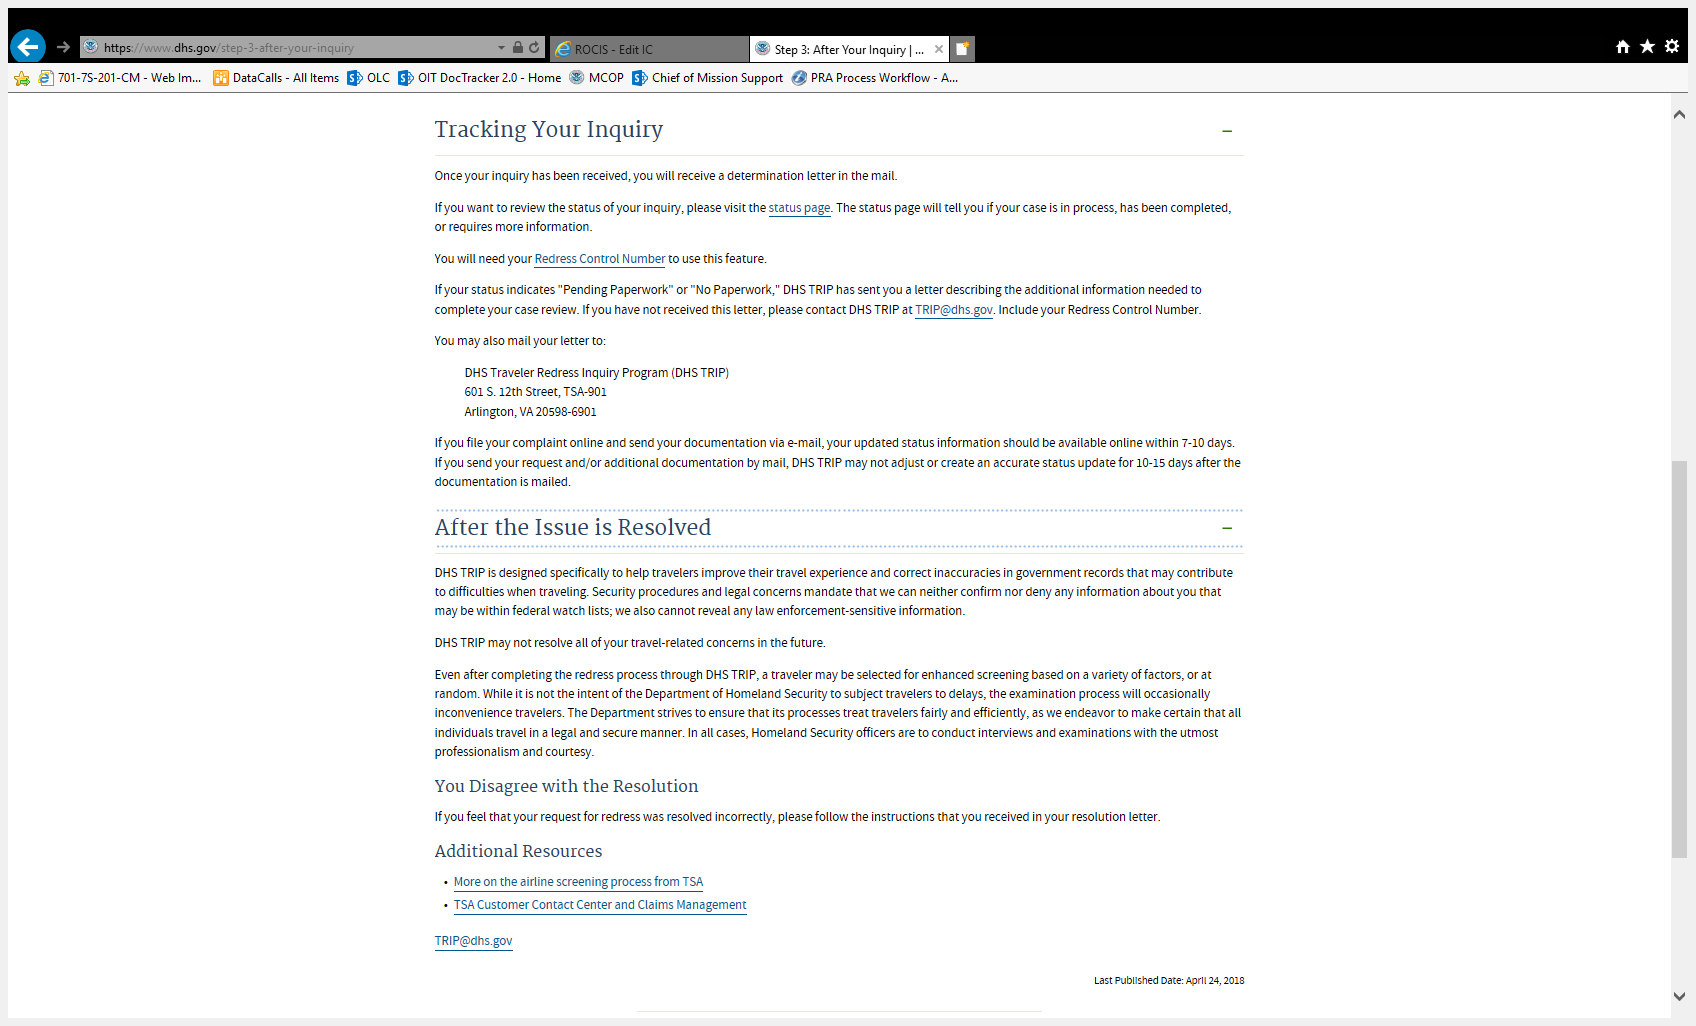 https://www.dhs.gov/step-3-after-your-inquiry
ROCIS - Edit IC
Step 3: After Your Inquiry | ...
701-7S-201-CM - Web Im...
DataCalls - All Items
OLC
OIT DocTracker 2.0 - Home
MCOP
Chief of Mission Support
PRA Process Workflow - A...
Tracking Your Inquiry
Once your inquiry has been received, you will receive a determination letter in the mail.
If you want to review the status of your inquiry, please visit the status page. The status page will tell you if your case is in process, has been completed,
or requires more information.
You will need your Redress Control Number to use this feature.
If your status indicates "Pending Paperwork" or "No Paperwork," DHS TRIP has sent you a letter describing the additional information needed to
complete your case review. If you have not received this letter, please contact DHS TRIP at TRIP@dhs.gov. Include your Redress Control Number.
You may also mail your letter to:
DHS Traveler Redress Inquiry Program (DHS TRIP)
601 S. 12th Street, TSA-901
Arlington, VA 20598-6901
If you file your complaint online and send your documentation via e-mail, your updated status information should be available online within 7-10 days.
If you send your request and/or additional documentation by mail, DHS TRIP may not adjust or create an accurate status update for 10-15 days after the
documentation is mailed.
After the Issue is Resolved
DHS TRIP is designed specifically to help travelers improve their travel experience and correct inaccuracies in government records that may contribute
to difficulties when traveling. Security procedures and legal concerns mandate that we can neither confirm nor deny any information about you that
may be within federal watch lists; we also cannot reveal any law enforcement-sensitive information.
DHS TRIP may not resolve all of your travel-related concerns in the future.
Even after completing the redress process through DHS TRIP, a traveler may be selected for enhanced screening based on a variety of factors, or at
random. While it is not the intent of the Department of Homeland Security to subject travelers to delays, the examination process will occasionally
inconvenience travelers. The Department strives to ensure that its processes treat travelers fairly and efficiently, as we endeavor to make certain that all
individuals travel in a legal and secure manner. In all cases, Homeland Security officers are to conduct interviews and examinations with the utmost
professionalism and courtesy.
You Disagree with the Resolution
If you feel that your request for redress was resolved incorrectly, please follow the instructions that you received in your resolution letter.
Additional Resources
• More on the airline screening process from TSA
• TSA Customer Contact Center and Claims Management
TRIP@dhs.gov
Last Published Date: April 24, 2018